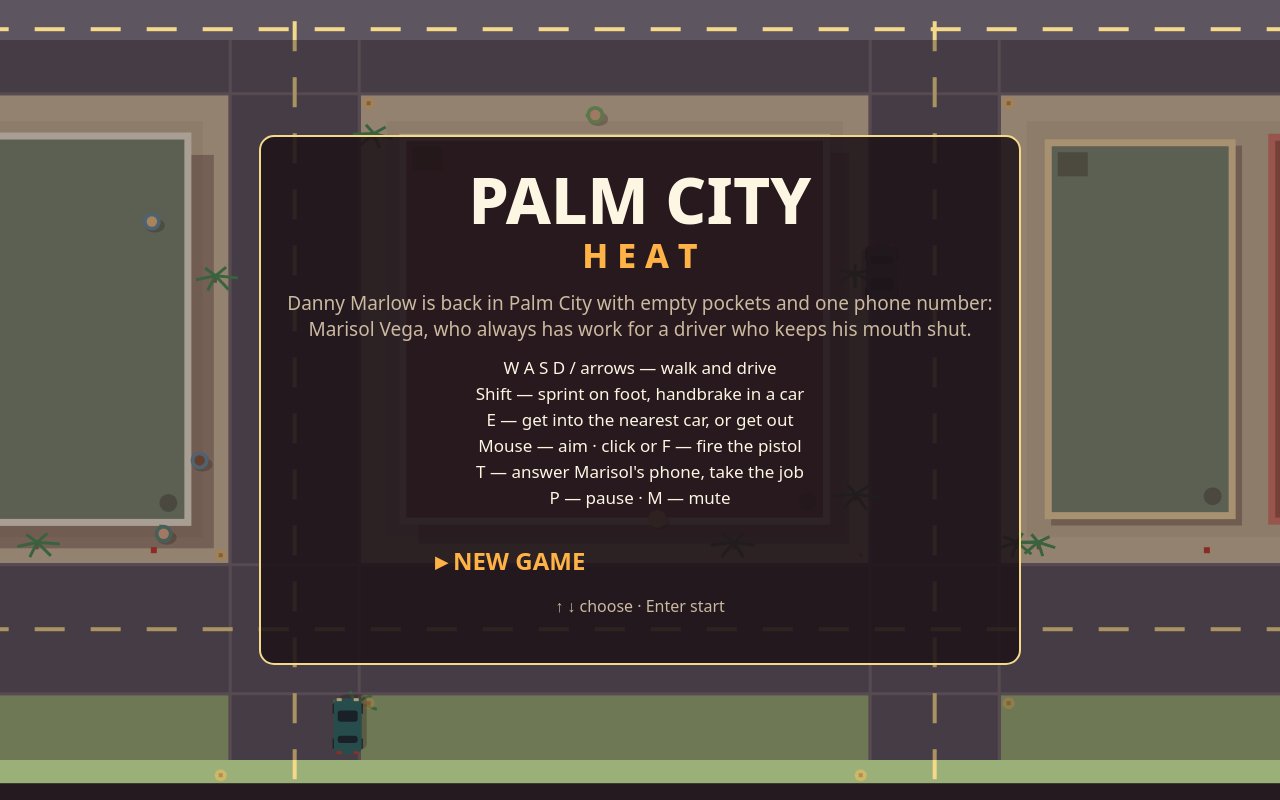 PALM CITY
HEAT
Danny Marlow is back in Palm City with empty pockets and one phone number:
Marisol Vega, who always has work for a driver who keeps his mouth shut.
W A S D / arrows — walk and drive
Shift — sprint on foot, handbrake in a car
E — get into the nearest car, or get out
Mouse — aim · click or F — fire the pistol
T — answer Marisol's phone, take the job
P — pause · M — mute
▸ NEW GAME
↑ ↓ choose · Enter start